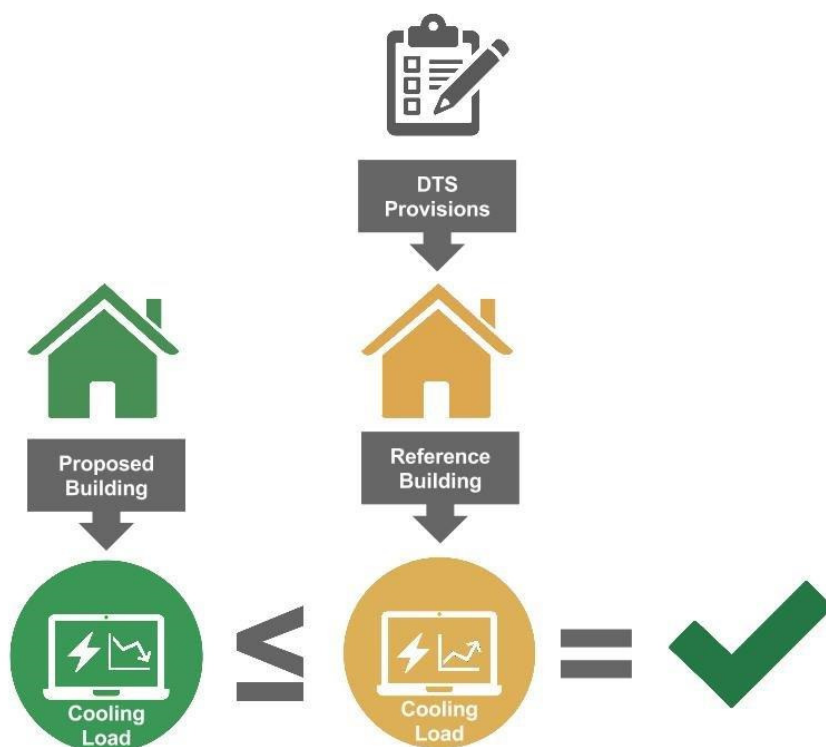 DTS
Provisions
Proposed
Building
Reference
Building
Cooling
Load
≤
Cooling
Load
=